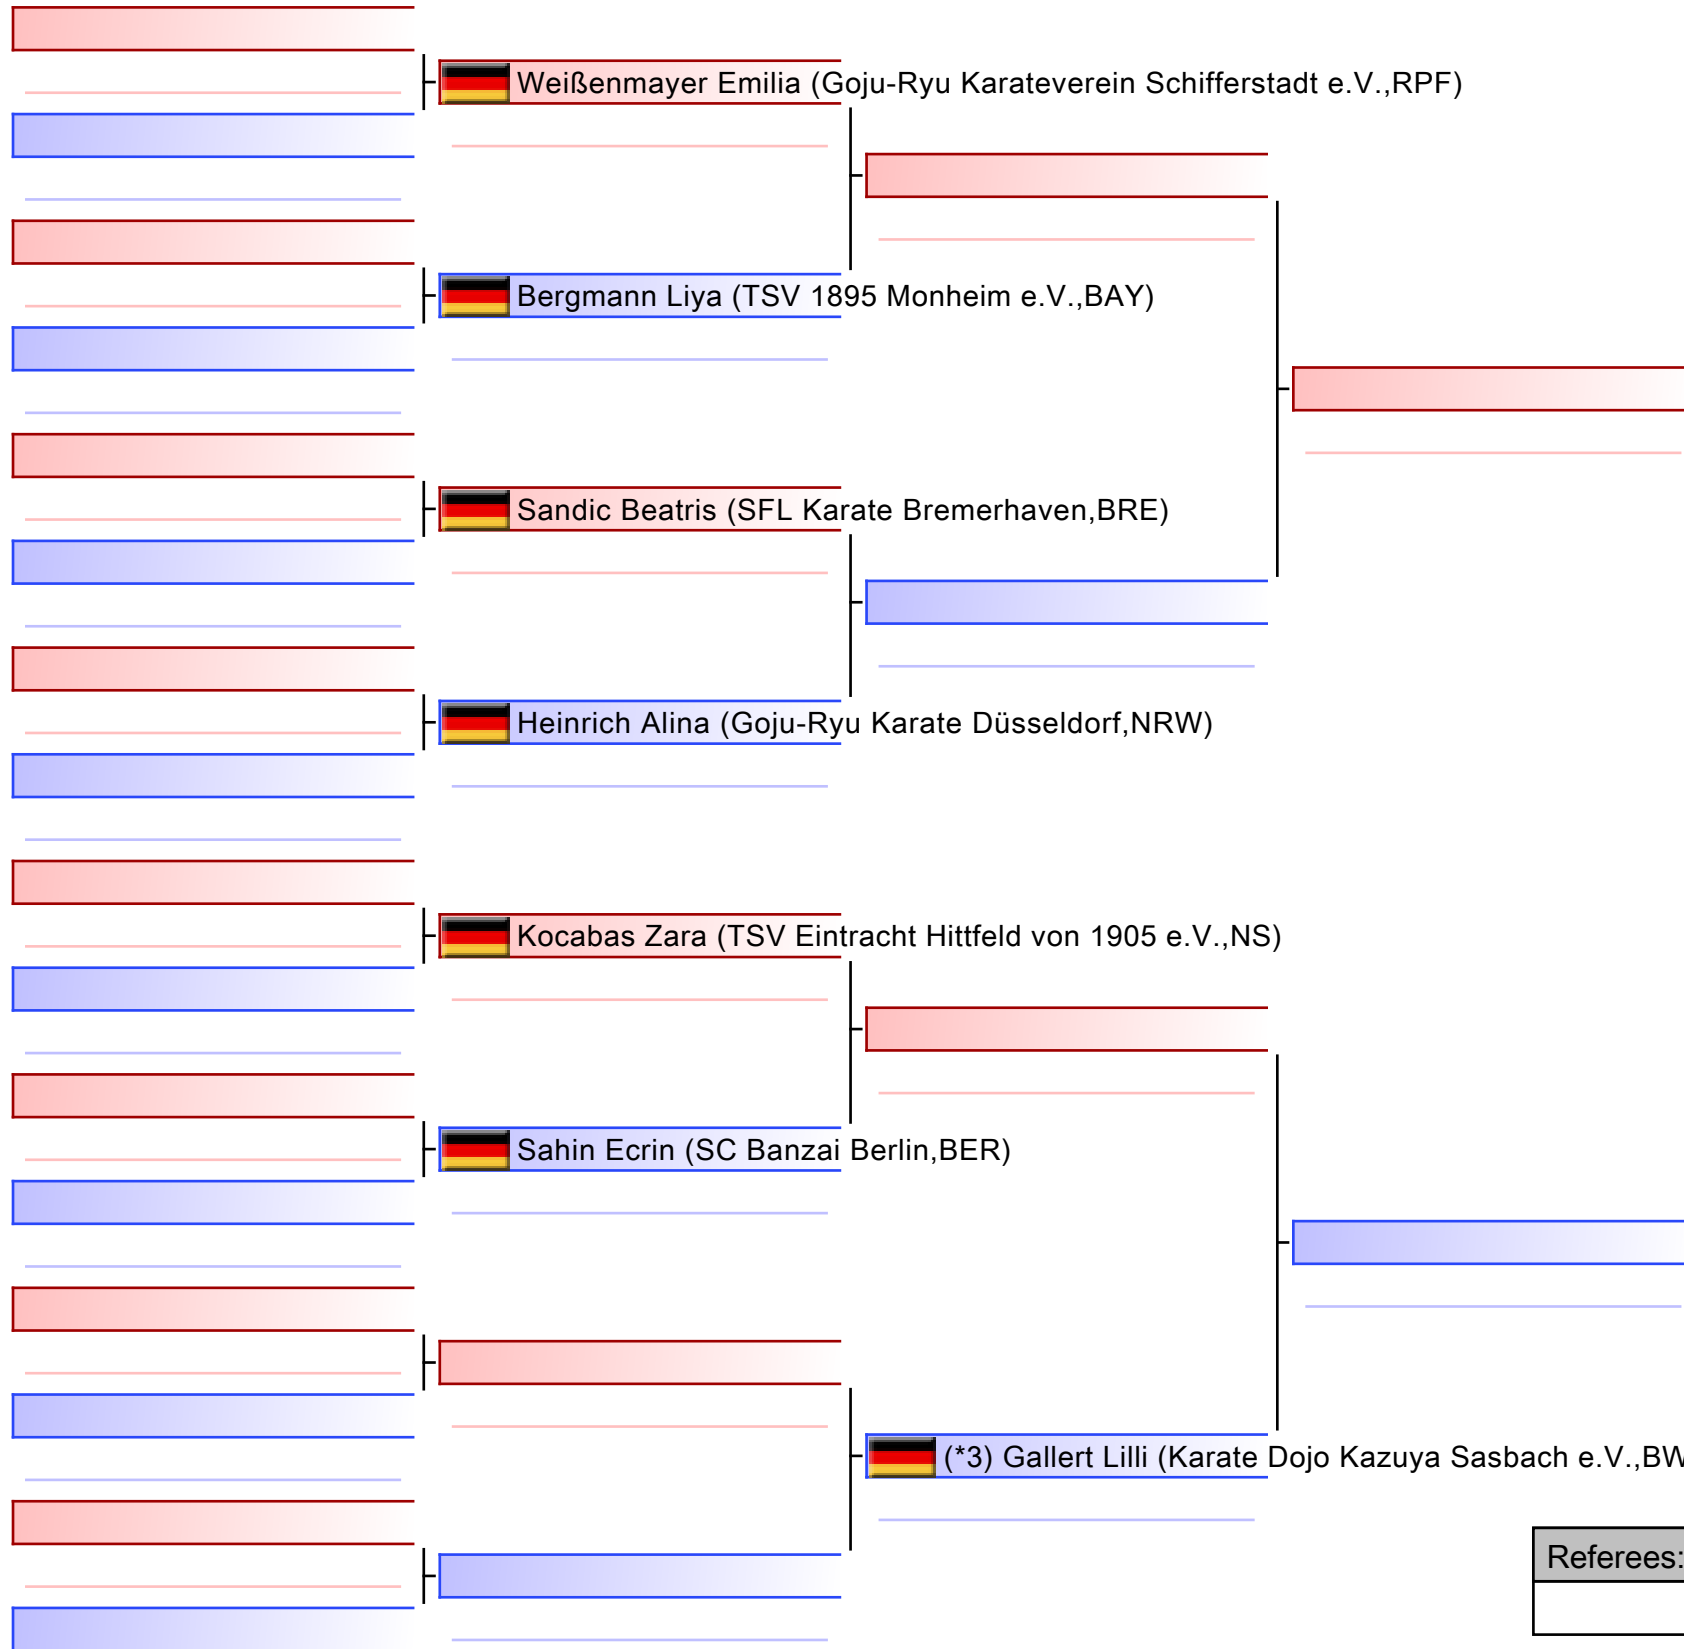 Weißenmayer Emilia (Goju-Ryu Karateverein Schifferstadt e.V.,RPF)
Bergmann Liya (TSV 1895 Monheim e.V.,BAY)
Sandic Beatris (SFL Karate Bremerhaven,BRE)
Heinrich Alina (Goju-Ryu Karate Düsseldorf,NRW)
Kocabas Zara (TSV Eintracht Hittfeld von 1905 e.V.,NS)
Sahin Ecrin (SC Banzai Berlin,BER)
(*3) Gallert Lilli (Karate Dojo Kazuya Sasbach e.V.,BW
Referees: